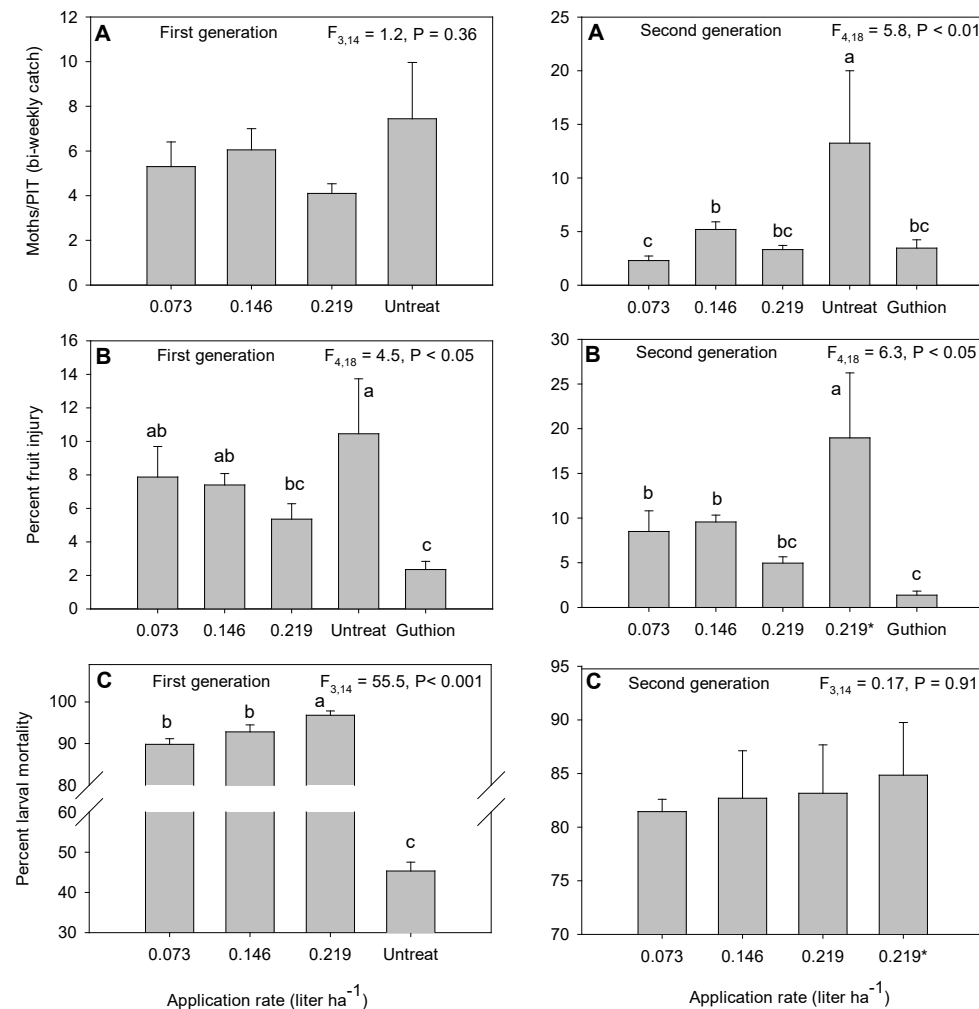 A First generation F3,14 = 1.2, P = 0.36
12
10
8
6
4
2
0
Moths/PIT (bi-weekly catch)
0.073 0.146 0.219 Untreat
A Second generation F4,18 = 5.8, P < 0.01
25
20
15
10
5
0
c b bc a bc
0.073 0.146 0.219 Untreat Guthion
B First generation F4,18 = 4.5, P < 0.05
16
14
12
10
8
6
4
2
0
Percent fruit injury
ab ab bc a c
0.073 0.146 0.219 Untreat Guthion
B Second generation F4,18 = 6.3, P < 0.05
30
25
20
15
10
5
0
b b bc a c
0.073 0.146 0.219 0.219* Guthion
C First generation F3,14 = 55.5, P< 0.001
100
90
80
60
50
40
30
Percent larval mortality
b b a c
0.073 0.146 0.219 Untreat
Application rate (liter ha-1)
C Second generation F3,14 = 0.17, P = 0.91
95
90
85
80
75
70
0.073 0.146 0.219 0.219*
Application rate (liter ha-1)